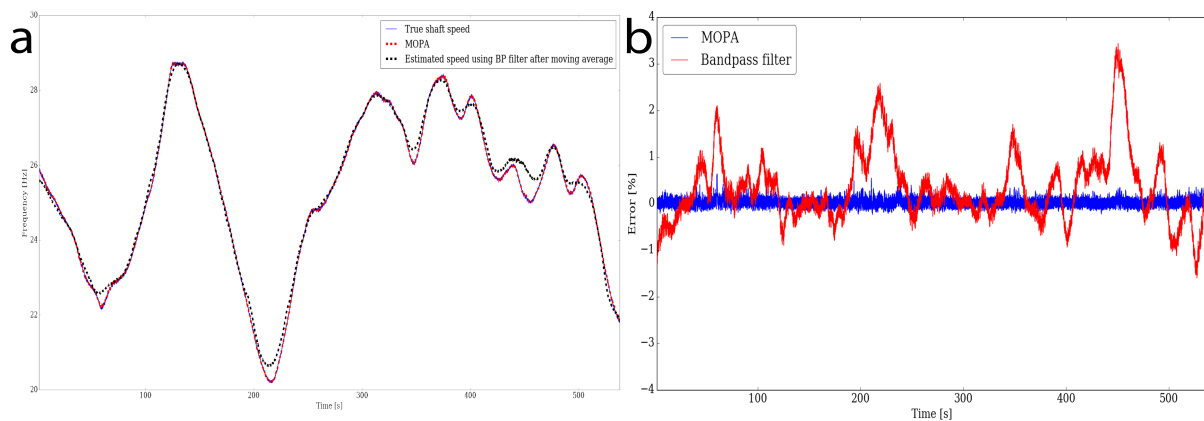 a
30
28
26
24
22
20
Frequency [Hz]
100
200
300
400
500
Time [s]
True shaft speed
MOPA
Estimated speed using BP filter after moving average
b
4
3
2
1
0
−1
−2
−3
−4
Error [%]
100
200
300
400
500
Time [s]
MOPA
Bandpass filter